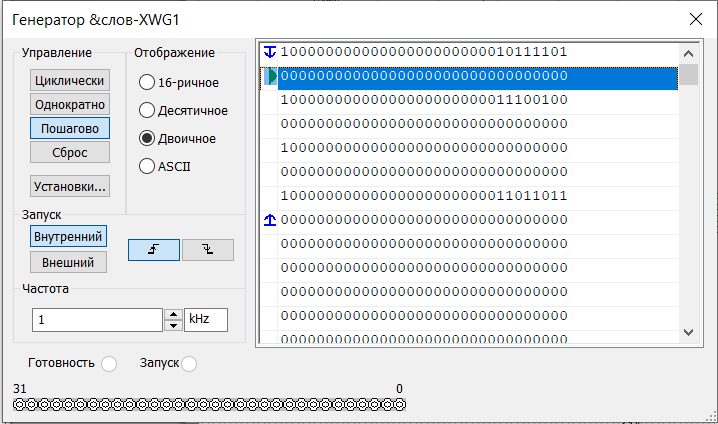 Генератор &слов-XWG1
Управление
Циклически
Однократно
Пошагово
Сброс
Установки...
Отображение
16-ричное
Десятичное
Двоичное
ASCII
Запуск
Внутренний
Внешний
Частота
1
kHz
Готовность
Запуск
31
0
10000000000000000000000010111101
00000000000000000000000000000000
10000000000000000000000011100100
00000000000000000000000000000000
10000000000000000000000000000000
00000000000000000000000000000000
10000000000000000000000011011011
00000000000000000000000000000000
00000000000000000000000000000000
00000000000000000000000000000000
00000000000000000000000000000000
00000000000000000000000000000000
00000000000000000000000000000000